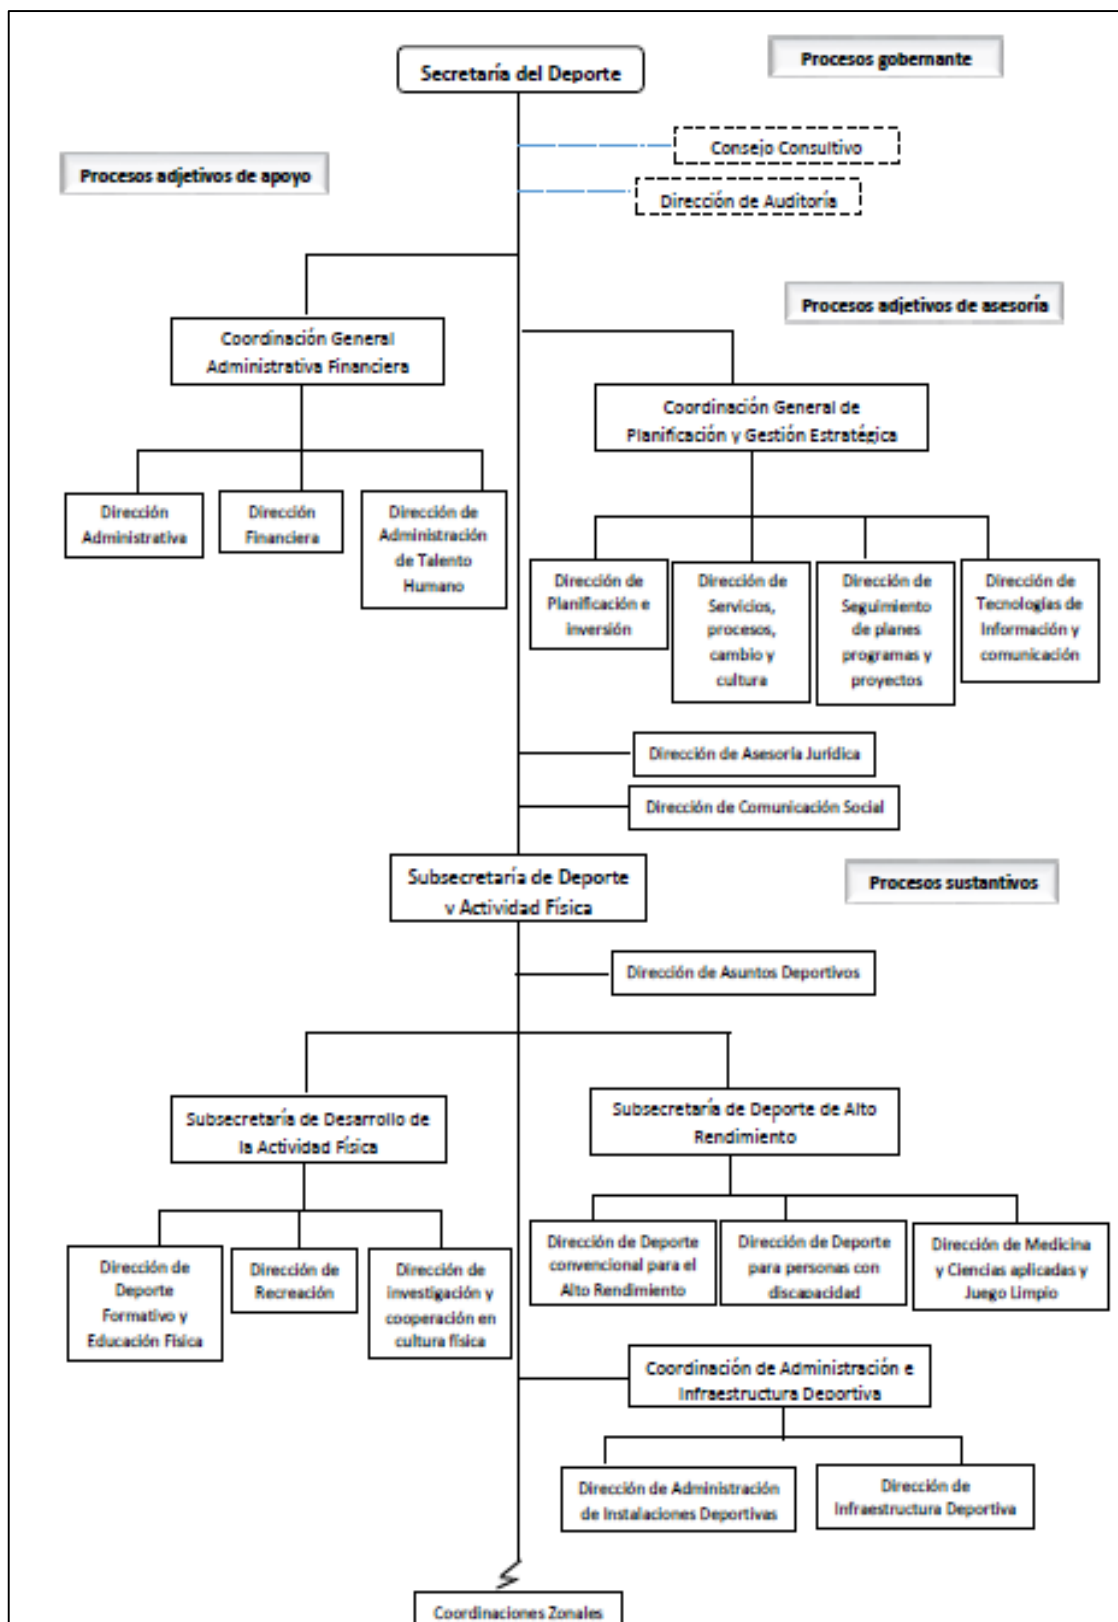 Secretaría del Deporte
Procesos gobernante
Consejo Consultivo
Procesos adjetivos de apoyo
Dirección de Auditoría
Procesos adjetivos de asesoría
Coordinación General
Administrativa Financiera
Coordinación General de
Planificación y Gestión Estratégica
Dirección
Administrativa
Dirección
Financiera
Dirección de
Administración
de Talento
Humano
Dirección de
Planificación e
inversión
Dirección de
Servicios,
procesos,
cambio y
cultura
Dirección de
Seguimiento
de planes
programas y
proyectos
Dirección de
Tecnologías de
Información y
comunicación
Dirección de Asesoría Jurídica
Dirección de Comunicación Social
Subsecretaría de Deporte
y Actividad Física
Procesos sustantivos
Dirección de Asuntos Deportivos
Subsecretaría de Desarrollo de
la Actividad Física
Subsecretaría de Deporte de Alto
Rendimiento
Dirección de
Deporte
Formativo y
Educación Física
Dirección de
Recreación
Dirección de
investigación y
cooperación en
cultura física
Dirección de Deporte
convencional para el
Alto Rendimiento
Dirección de Deporte
para personas con
discapacidad
Dirección de Medicina
y Ciencias aplicadas y
Juego Limpio
Coordinación de Administración e
Infraestructura Deportiva
Dirección de Administración
de Instalaciones Deportivas
Dirección de
Infraestructura Deportiva
Coordinaciones Zonales